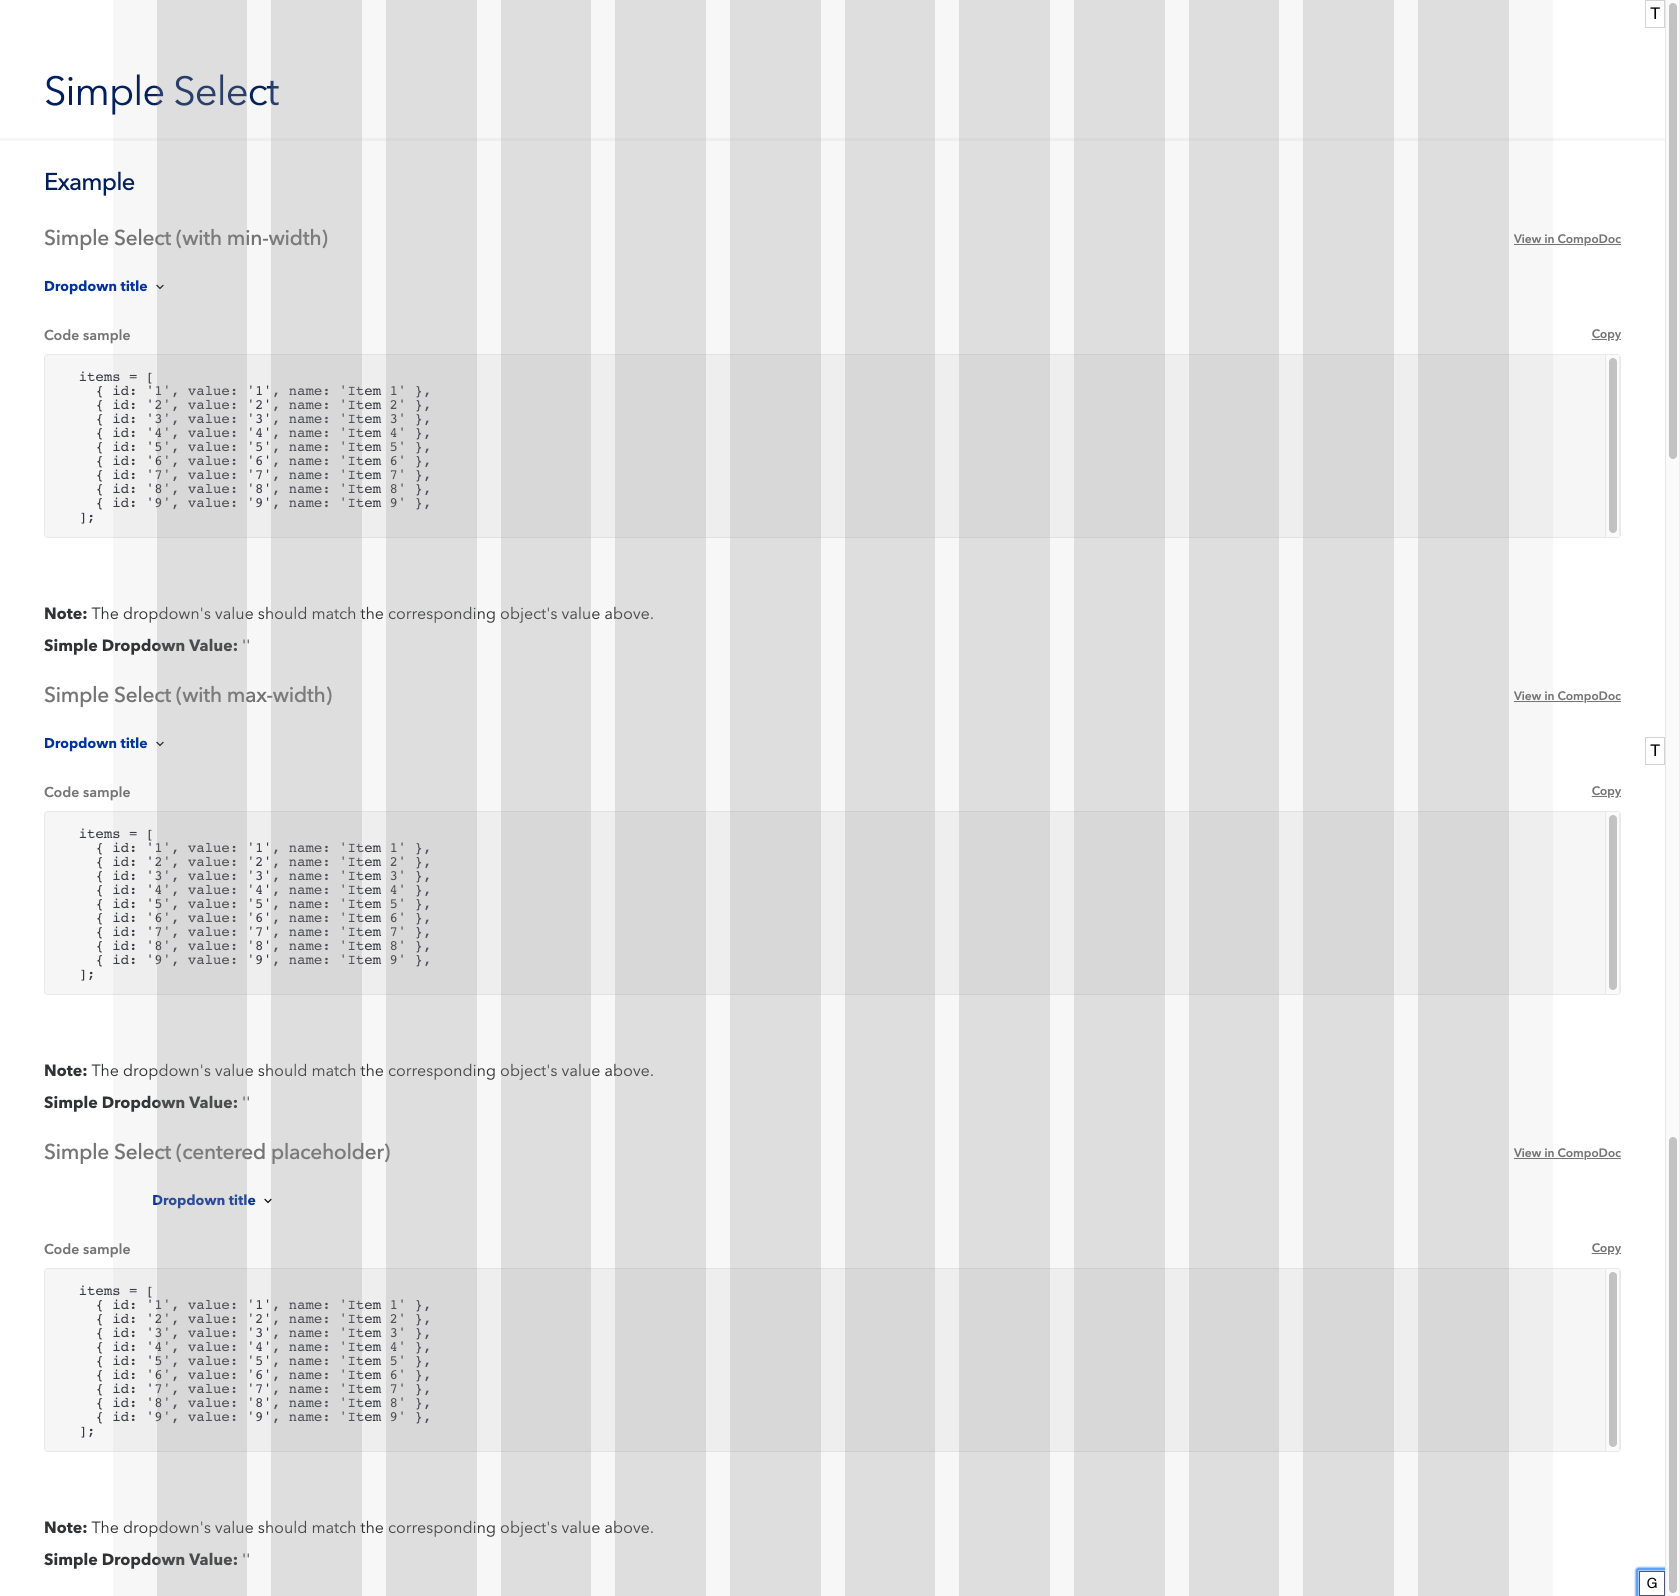 T
Simple Select
Example
Simple Select (with min-width)
View in CompoDoc
Dropdown title
Code sample
Copy
items = [
{ id: '1', value: '1', name: 'Item 1' },
{ id: '2', value: '2', name: 'Item 2' },
{ id: '3', value: '3', name: 'Item 3' },
{ id: '4', value: '4', name: 'Item 4' },
{ id: '5', value: '5', name: 'Item 5' },
{ id: '6', value: '6', name: 'Item 6' },
{ id: '7', value: '7', name: 'Item 7' },
{ id: '8', value: '8', name: 'Item 8' },
{ id: '9', value: '9', name: 'Item 9' },
];
Note: The dropdown's value should match the corresponding object's value above.
Simple Dropdown Value: ''
Simple Select (with max-width)
View in CompoDoc
Dropdown title
T
Code sample
Copy
items = [
{ id: '1', value: '1', name: 'Item 1' },
{ id: '2', value: '2', name: 'Item 2' },
{ id: '3', value: '3', name: 'Item 3' },
{ id: '4', value: '4', name: 'Item 4' },
{ id: '5', value: '5', name: 'Item 5' },
{ id: '6', value: '6', name: 'Item 6' },
{ id: '7', value: '7', name: 'Item 7' },
{ id: '8', value: '8', name: 'Item 8' },
{ id: '9', value: '9', name: 'Item 9' },
];
Note: The dropdown's value should match the corresponding object's value above.
Simple Dropdown Value: ''
Simple Select (centered placeholder)
View in CompoDoc
Dropdown title
Code sample
Copy
items = [
{ id: '1', value: '1', name: 'Item 1' },
{ id: '2', value: '2', name: 'Item 2' },
{ id: '3', value: '3', name: 'Item 3' },
{ id: '4', value: '4', name: 'Item 4' },
{ id: '5', value: '5', name: 'Item 5' },
{ id: '6', value: '6', name: 'Item 6' },
{ id: '7', value: '7', name: 'Item 7' },
{ id: '8', value: '8', name: 'Item 8' },
{ id: '9', value: '9', name: 'Item 9' },
];
Note: The dropdown's value should match the corresponding object's value above.
Simple Dropdown Value: ''
G